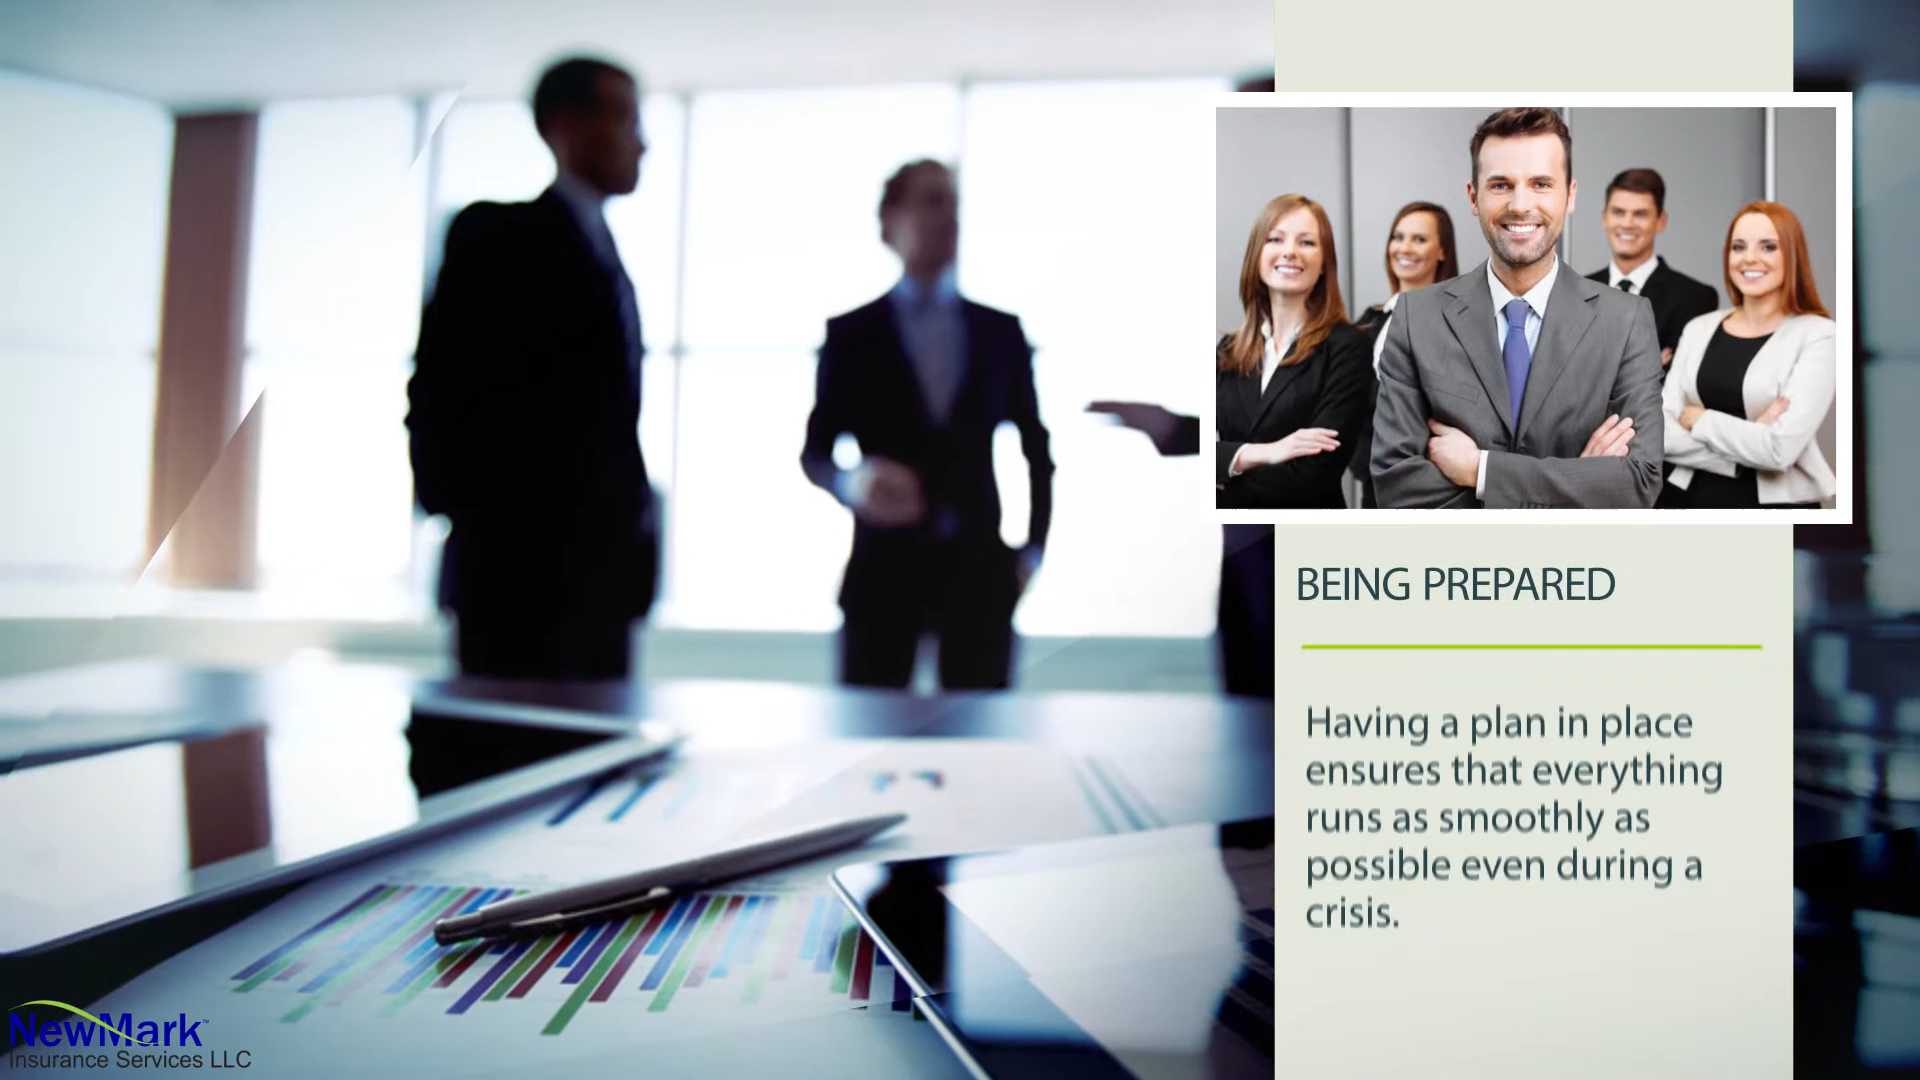 BEING PREPARED
Having a plan in place
ensures that everything
runs as smoothly as
possible even during a
crisis.
NewMark™
Insurance Services LLC